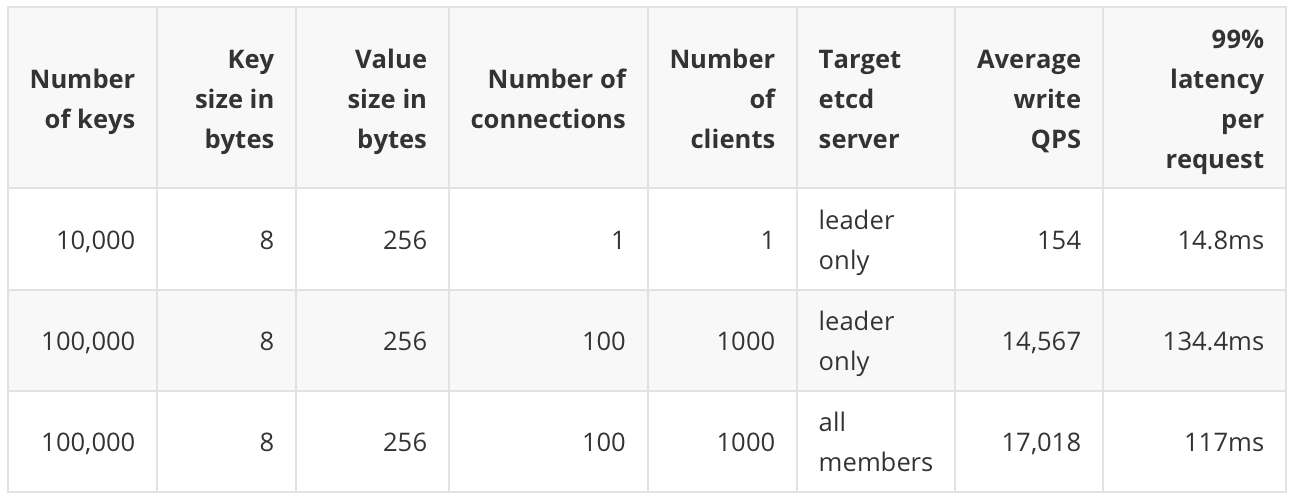 Number of keys
Key size in bytes
Value size in bytes
Number of connections
Number of clients
Target etcd server
Average write QPS
99% latency per request
10,000
8
256
1
1
leader only
154
14.8ms
100,000
8
256
100
1000
leader only
14,567
134.4ms
100,000
8
256
100
1000
all members
17,018
117ms